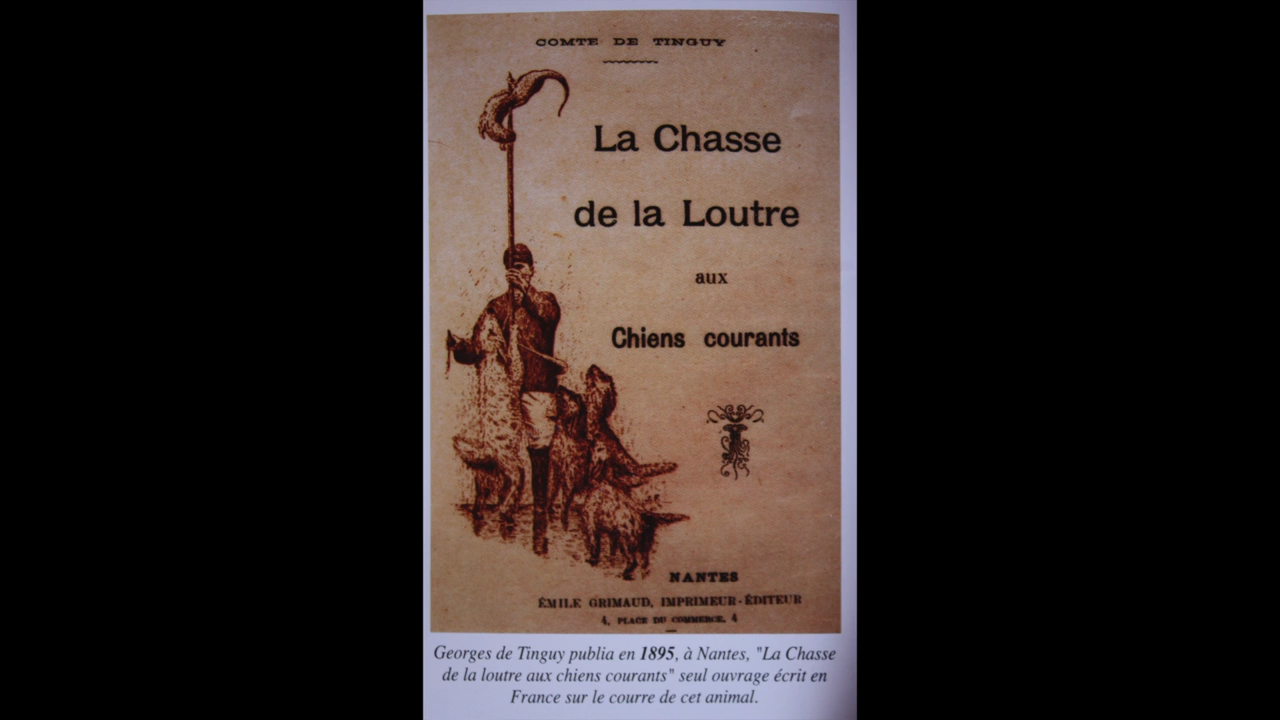 COMTE DE TINGUY
La Chasse
de la Loutre
aux
Chiens courants
NANTES
ÉMILE GRIMAUD, IMPRIMEUR-ÉDITEUR
4, PLACE DU COMMERCE, 4
Georges de Tinguy publia en 1895, à Nantes, "La Chasse
de la loutre aux chiens courants" seul ouvrage écrit en
France sur le courre de cet animal.